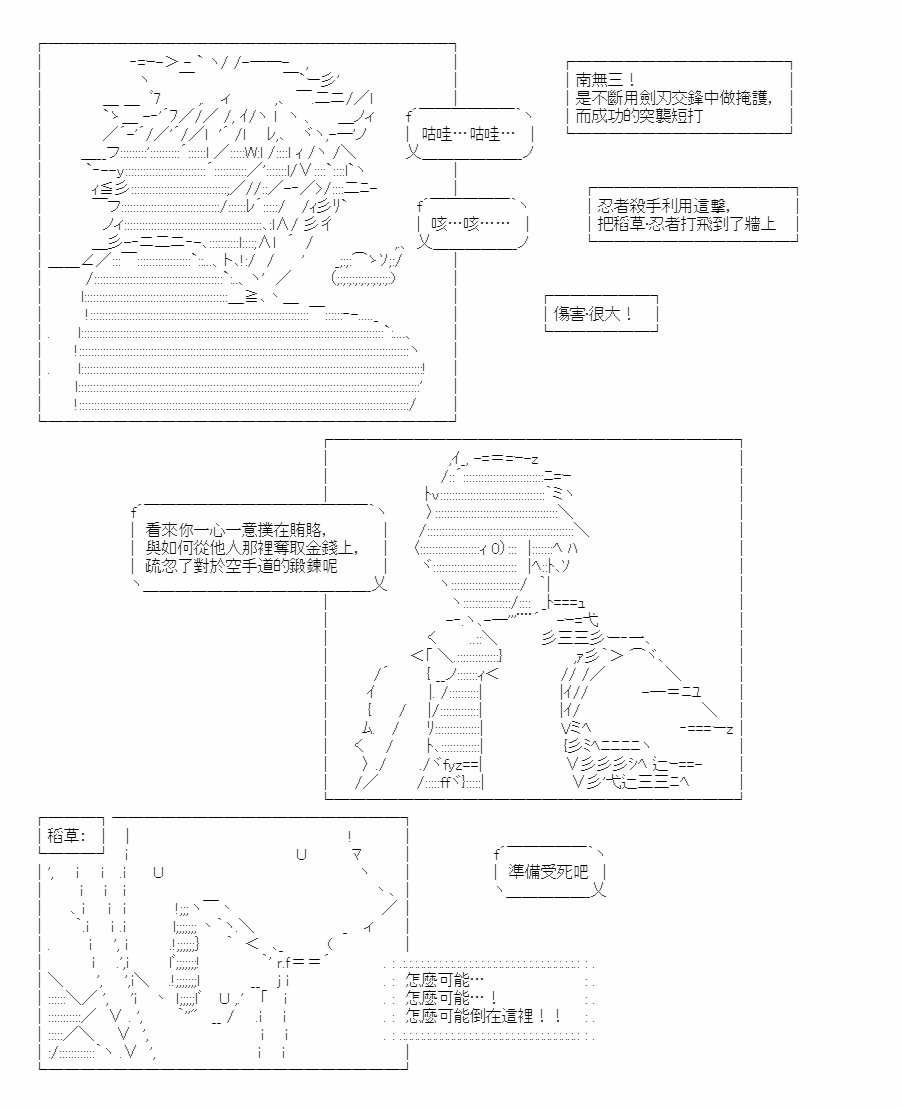 南無三！
是不斷用劍刃交鋒中做掩護，
而成功的突襲短打
咕哇…咕哇…
忍者殺手利用這擊，
把稻草·忍者打飛到了牆上
咳…咳……
傷害·很大！
看來你一心一意撲在賄賂，
與如何從他人那裡奪取金錢上，
疏忽了對於空手道的鍛鍊呢
稻草：
準備受死吧
怎麼可能…
怎麼可能…！
怎麼可能倒在這裡！！